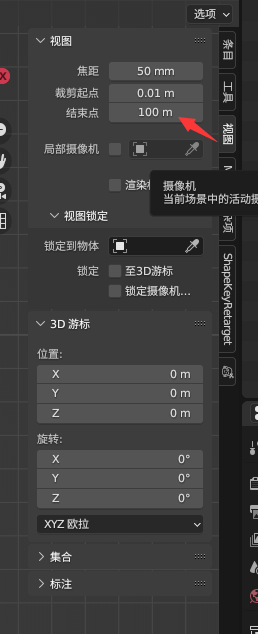 选项
视图
焦距 50 mm
裁剪起点 0.01 m
结束点 100 m
局部摄像机
渲染
摄像机
当前场景中的活动摄
视图锁定
锁定到物体
锁定 至3D游标
锁定摄像机...
3D 游标
位置:
X 0 m
Y 0 m
Z 0 m
旋转:
X 0°
Y 0°
Z 0°
XYZ 欧拉
集合
标注
条目
工具
视图
杂项
ShapeKeyRetarget
X